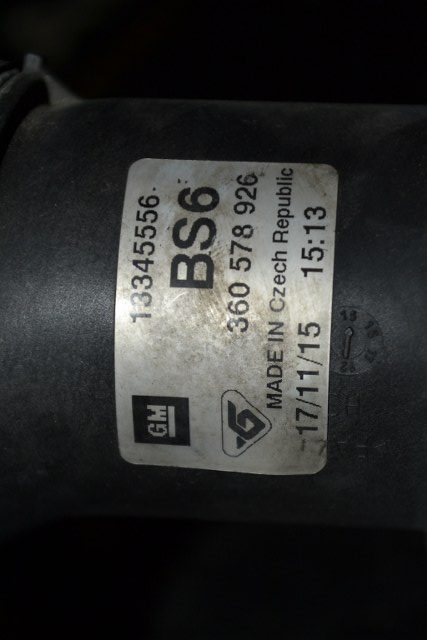 13345556.
BS6
360 578 926
MADE IN Czech Republic
17/11/15 15:13
GM